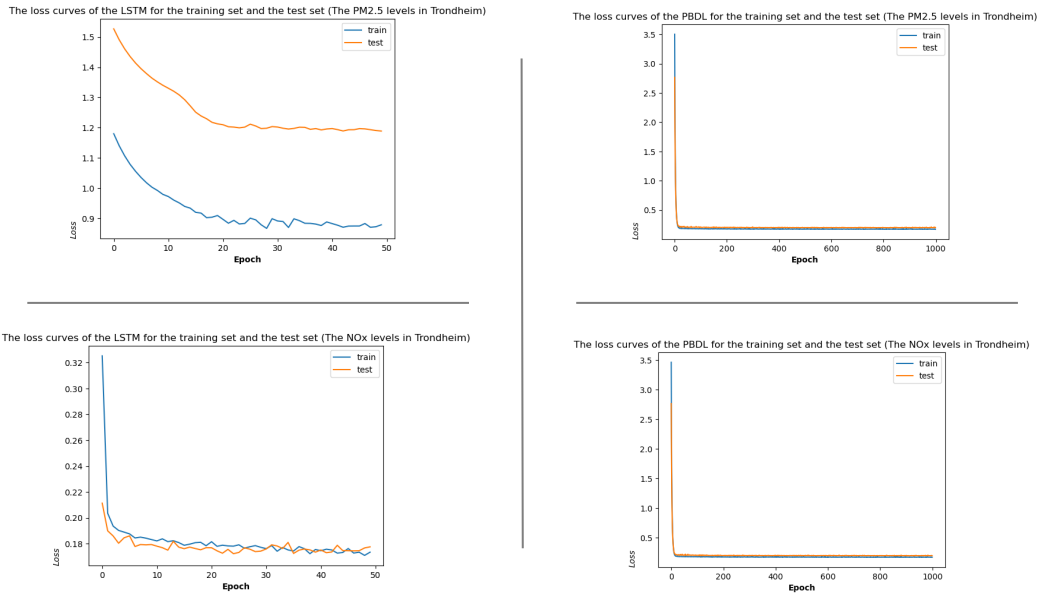 The loss curves of the LSTM for the training set and the test set (The PM2.5 levels in Trondheim)
train
test
1.5
1.4
1.3
1.2
1.1
1.0
0.9
Loss
0
10
20
30
40
50
Epoch
The loss curves of the PBDL for the training set and the test set (The PM2.5 levels in Trondheim)
train
test
3.5
3.0
2.5
2.0
1.5
1.0
0.5
Loss
0
200
400
600
800
1000
Epoch
The loss curves of the LSTM for the training set and the test set (The NOx levels in Trondheim)
train
test
0.32
0.30
0.28
0.26
0.24
0.22
0.20
0.18
Loss
0
10
20
30
40
50
Epoch
The loss curves of the PBDL for the training set and the test set (The NOx levels in Trondheim)
train
test
3.5
3.0
2.5
2.0
1.5
1.0
0.5
Loss
0
200
400
600
800
1000
Epoch